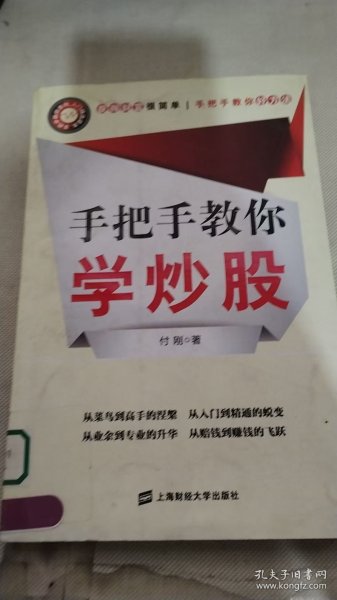 很简单 | 手把手教你
手把手教你
学炒股
付 刚○著
从菜鸟到高手的涅槃 从入门到精通的蜕变
从业余到专业的升华 从赔钱到赚钱的飞跃
上海财经大学出版社
孔夫子旧书网
www.kongfz.com